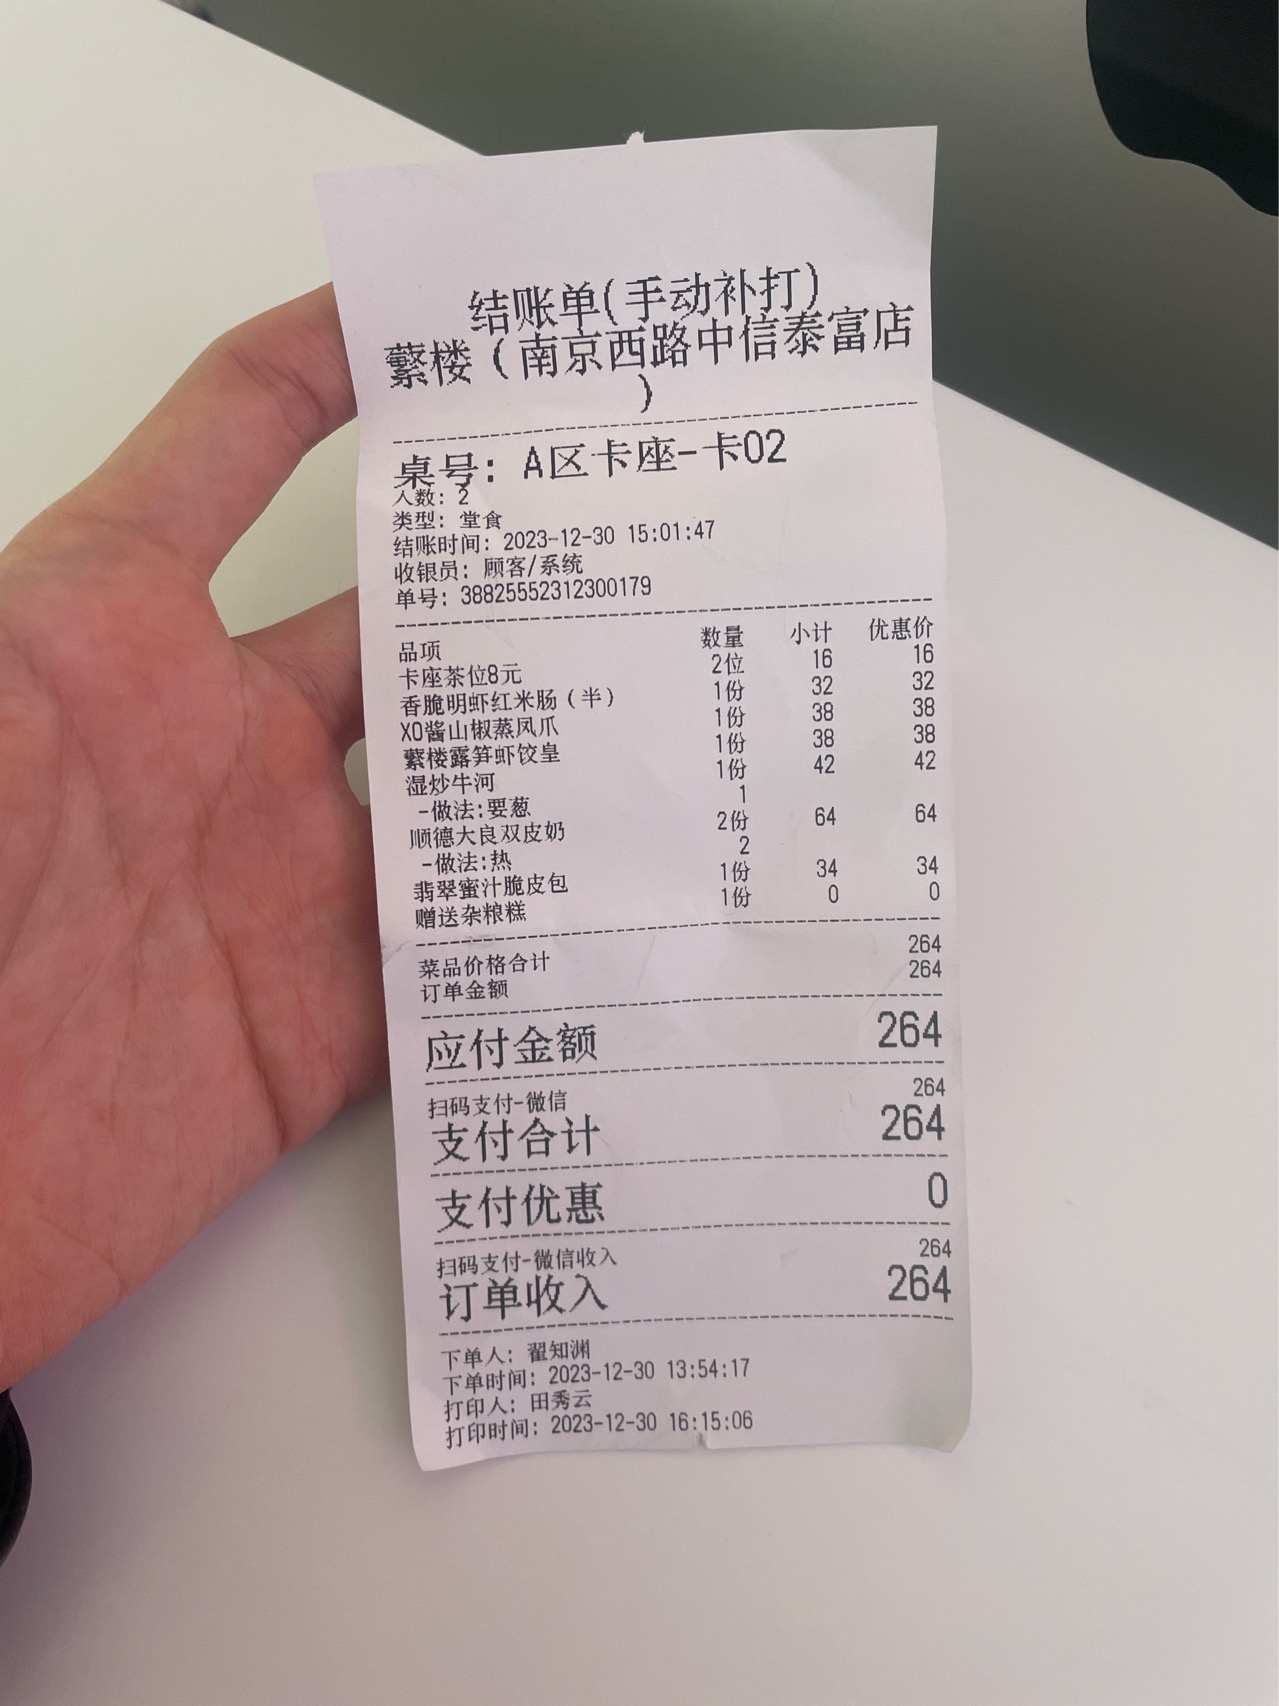 结账单(手动补打)
蘩楼（南京西路中信泰富店
）
桌号: A区卡座-卡02
人数: 2
类型: 堂食
结账时间: 2023-12-30 15:01:47
收银员: 顾客/系统
单号: 38825552312300179
品项 数量 小计 优惠价
卡座茶位8元 2位 16 16
香脆明虾红米肠（半） 1份 32 32
XO酱山椒蒸凤爪 1份 38 38
蘩楼露笋虾饺皇 1份 38 38
湿炒牛河 1份 42 42
-做法:要葱 1
顺德大良双皮奶 2份 64 64
-做法:热 2
翡翠蜜汁脆皮包 1份 34 34
赠送杂粮糕 1份 0 0
菜品价格合计 264
订单金额 264
应付金额 264
扫码支付-微信 264
支付合计 264
支付优惠 0
扫码支付-微信收入 264
订单收入 264
下单人: 翟知渊
下单时间: 2023-12-30 13:54:17
打印人: 田秀云
打印时间: 2023-12-30 16:15:06